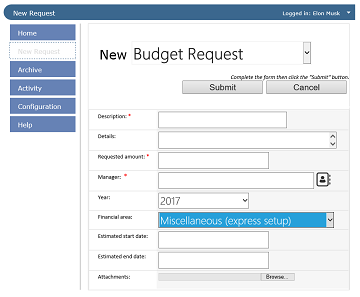 New Request
Logged in: Elon Musk
Home
New Request
Archive
Activity
Configuration
Help
New Budget Request
Complete the form then click the "Submit" button.
Submit
Cancel
Description: *
Details:
Requested amount: *
Manager: *
Year:
2017
Financial area:
Miscellaneous (express setup)
Estimated start date:
Estimated end date:
Attachments:
Browse...